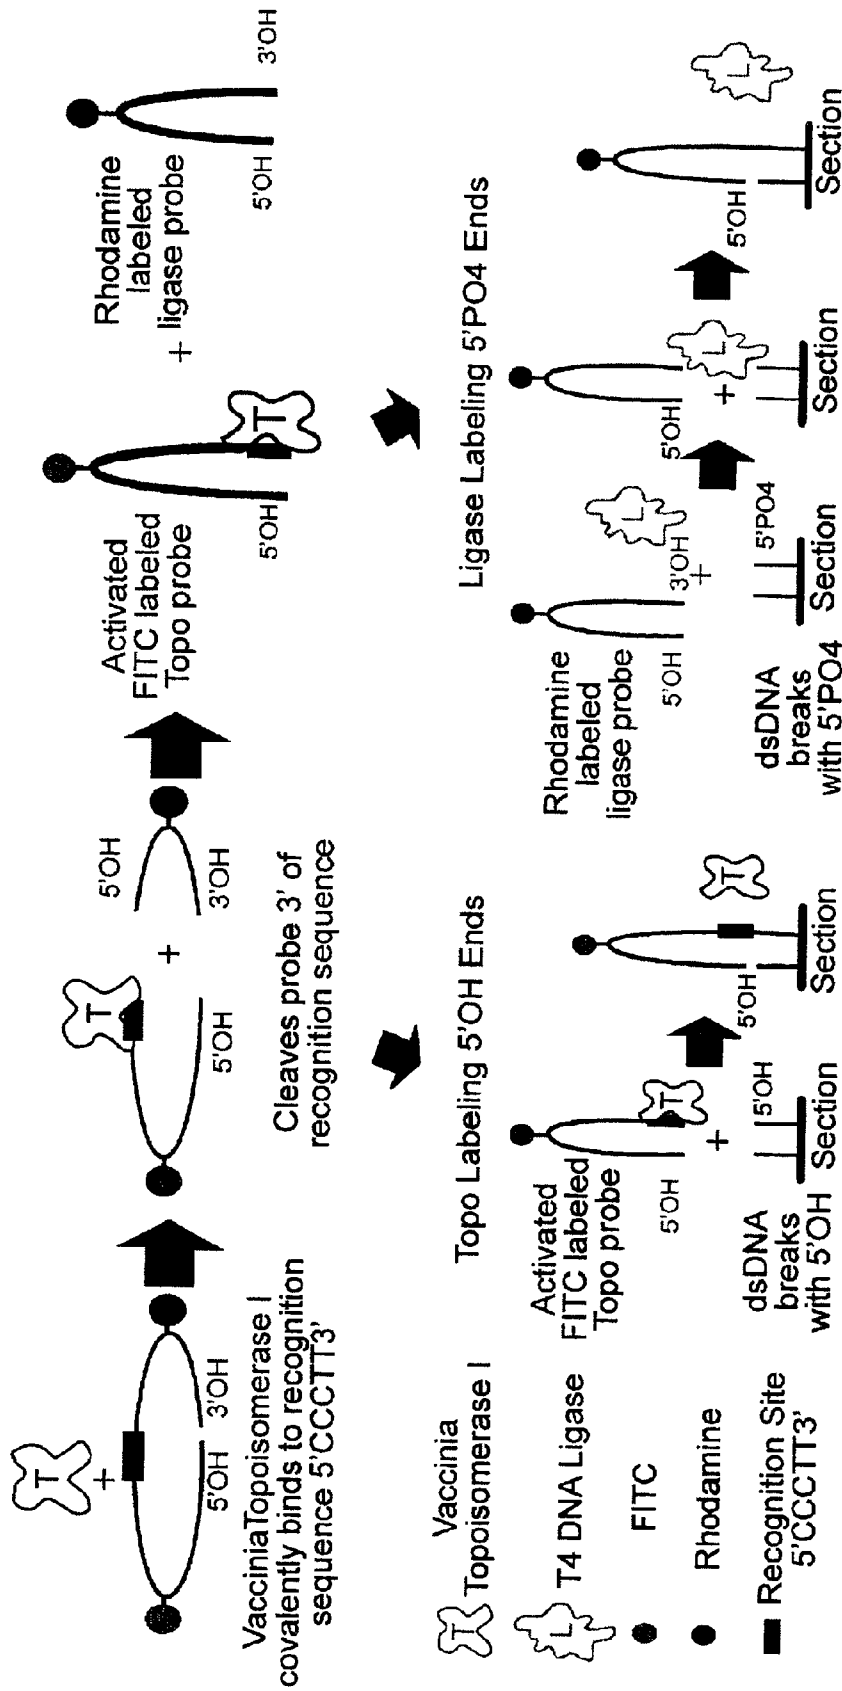 T
+
5'OH
3'OH
VacciniaTopoisomerase I
covalently binds to recognition
sequence 5'CCCTT3'
T
+
5'OH
5'OH
3'OH
Cleaves probe 3' of
recognition sequence
Activated
FITC labeled
Topo probe
5'OH
T
Rhodamine
labeled
+ ligase probe
5'OH
3'OH
T
Vaccinia
Topoisomerase I
L
T4 DNA Ligase
FITC
Rhodamine
Recognition Site
5'CCCTT3'
Topo Labeling 5'OH Ends
Activated
FITC labeled
Topo probe
5'OH
T
+
dsDNA
breaks
with 5'OH
5'OH
Section
5'OH
T
Section
Ligase Labeling 5'PO4 Ends
Rhodamine
labeled
ligase probe
5'OH
3'OH
L
+
dsDNA
breaks
with 5'PO4
5'PO4
Section
5'OH
L
+
Section
5'OH
L
Section